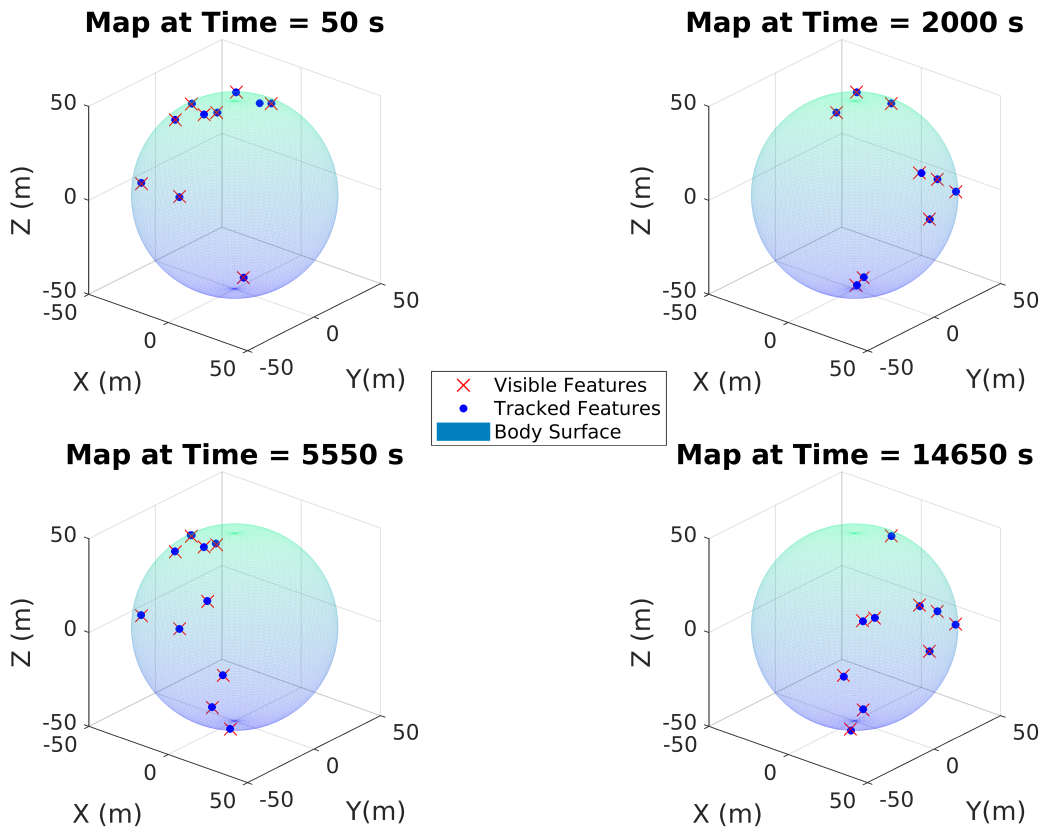 Map at Time = 50 s
50
0
-50
Z (m)
-50
0
50
X (m)
-50
0
50
Y(m)
Map at Time = 2000 s
50
0
-50
Z (m)
-50
0
50
X (m)
-50
0
50
Y(m)
Visible Features
Tracked Features
Body Surface
Map at Time = 5550 s
50
0
-50
Z (m)
-50
0
50
X (m)
-50
0
50
Y(m)
Map at Time = 14650 s
50
0
-50
Z (m)
-50
0
50
X (m)
-50
0
50
Y(m)